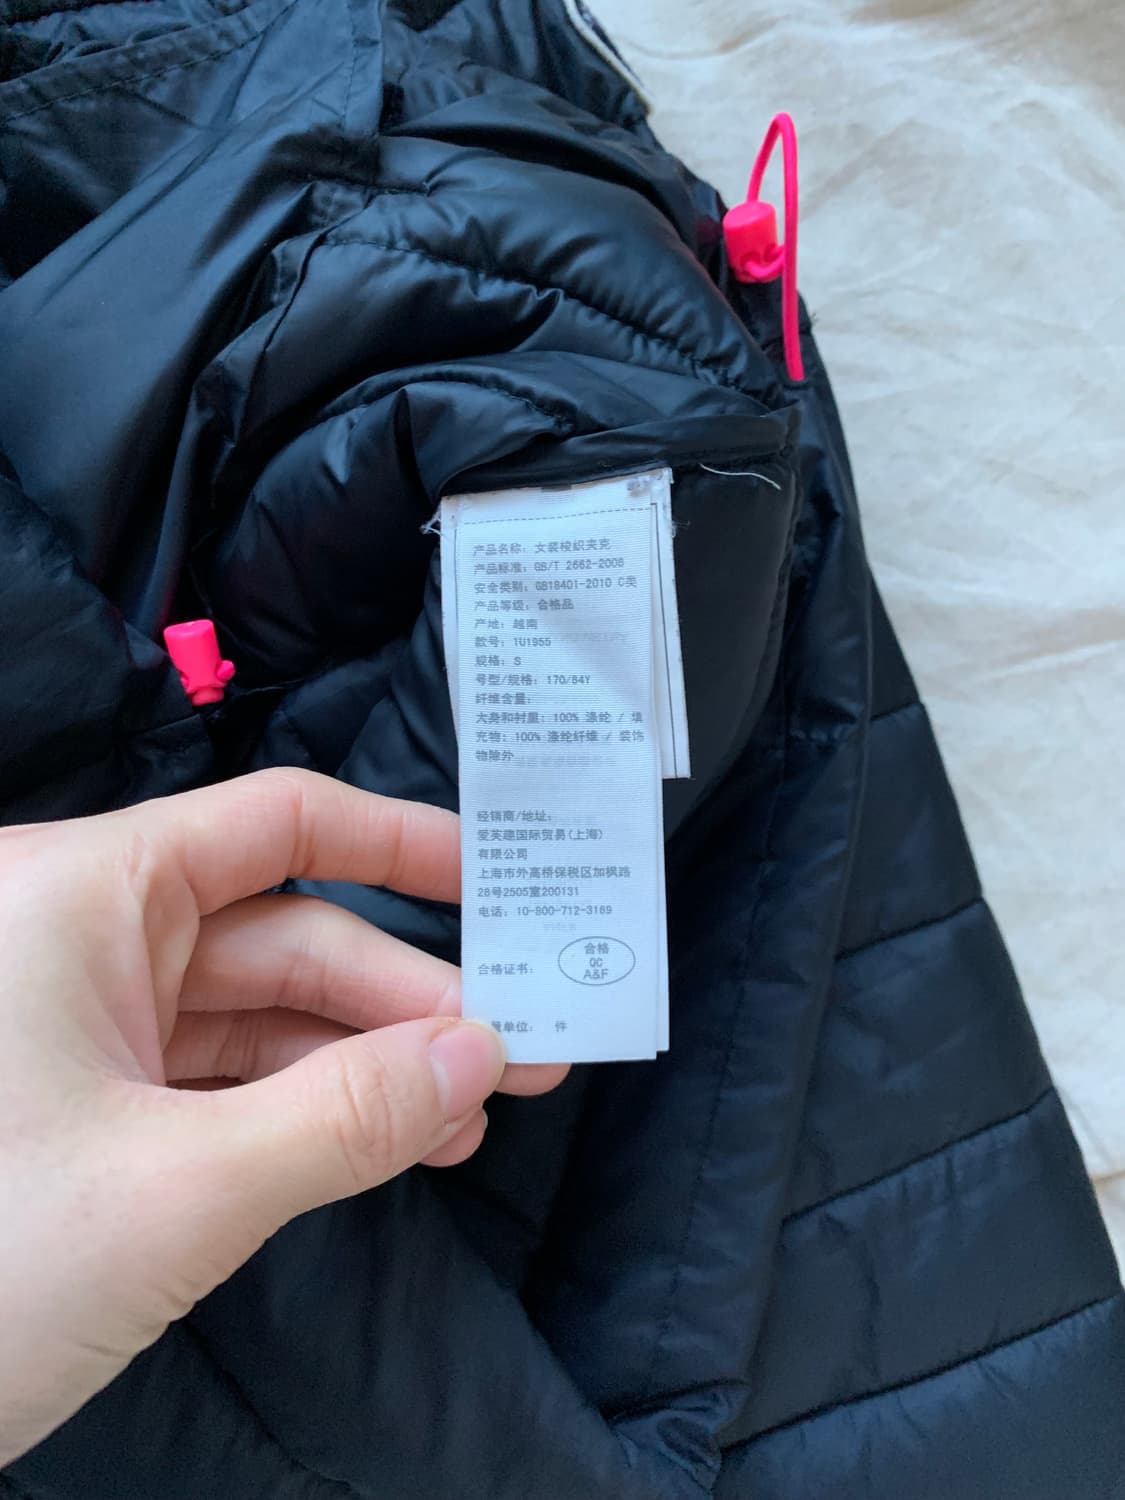 产品名称: 女装梭织夹克
产品标准: GB/T 2662-2008
安全类别: GB18401-2010 C类
产品等级: 合格品
产地: 越南
款号: 1U1955
规格: S
号型/规格: 170/84Y
纤维含量:
大身和衬里: 100% 涤纶 / 填
充物: 100% 涤纶纤维 / 装饰
物除外
经销商/地址:
爱英建国际贸易(上海)
有限公司
上海市外高桥保税区加枫路
28号2505室200131
电话: 10-800-712-3169
合格
QC
A&F
合格证书:
量单位: 件